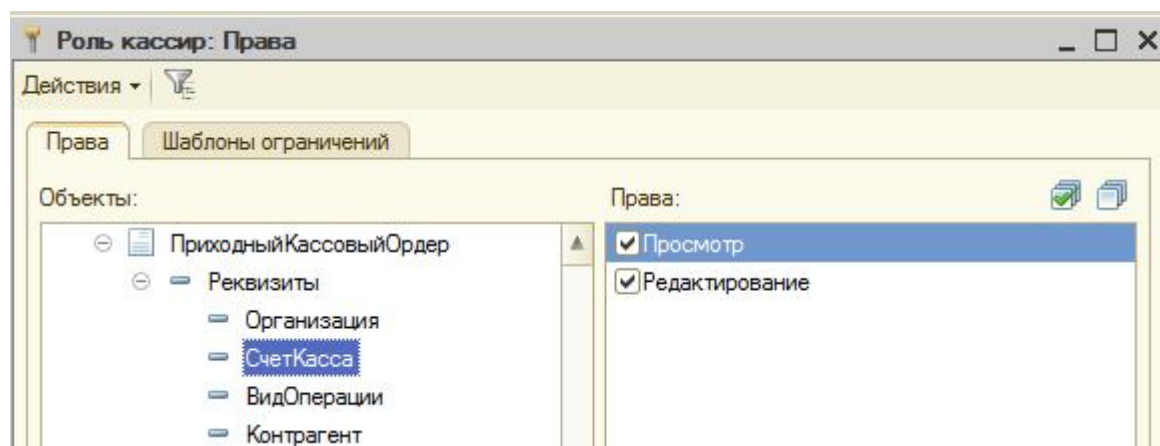 Роль кассир: Права
Действия
Права Шаблоны ограничений
Объекты: Права:
ПриходныйКассовыйОрдер Просмотр
Реквизиты Редактирование
Организация
СчетКасса
ВидОперации
Контрагент